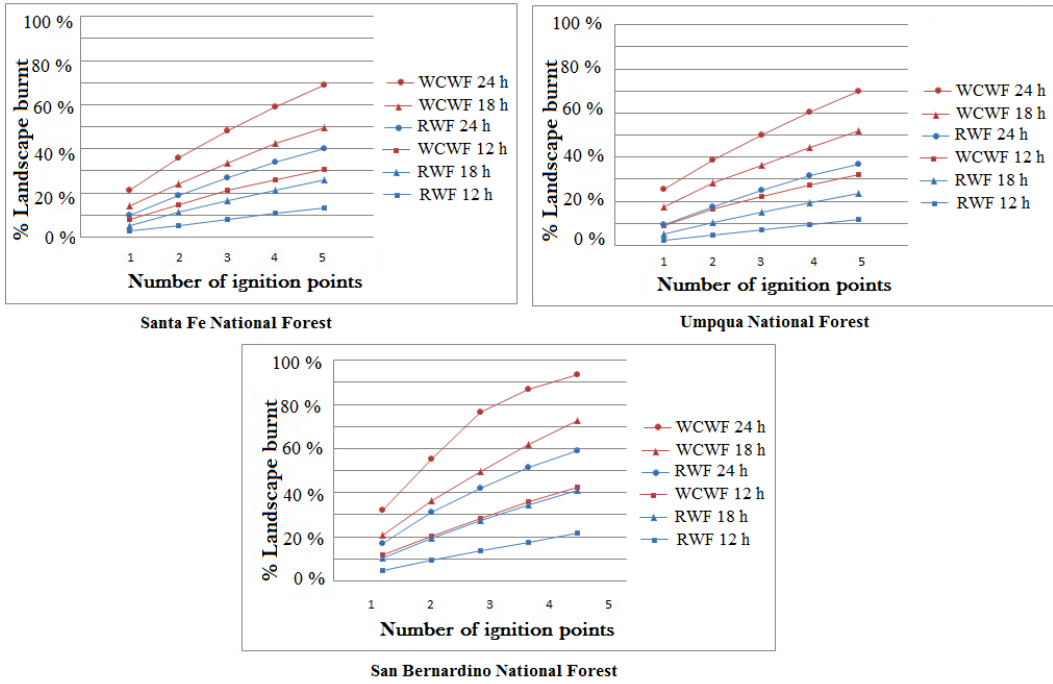 100 %
80 %
60 %
40 %
20 %
0 %
% Landscape burnt
1 2 3 4 5
Number of ignition points
WCWF 24 h
WCWF 18 h
RWF 24 h
WCWF 12 h
RWF 18 h
RWF 12 h
Santa Fe National Forest
100 %
80 %
60 %
40 %
20 %
0 %
% Landscape burnt
1 2 3 4 5
Number of ignition points
WCWF 24 h
WCWF 18 h
RWF 24 h
WCWF 12 h
RWF 18 h
RWF 12 h
Umpqua National Forest
100 %
80 %
60 %
40 %
20 %
0 %
% Landscape burnt
1 2 3 4 5
Number of ignition points
WCWF 24 h
WCWF 18 h
RWF 24 h
WCWF 12 h
RWF 18 h
RWF 12 h
San Bernardino National Forest